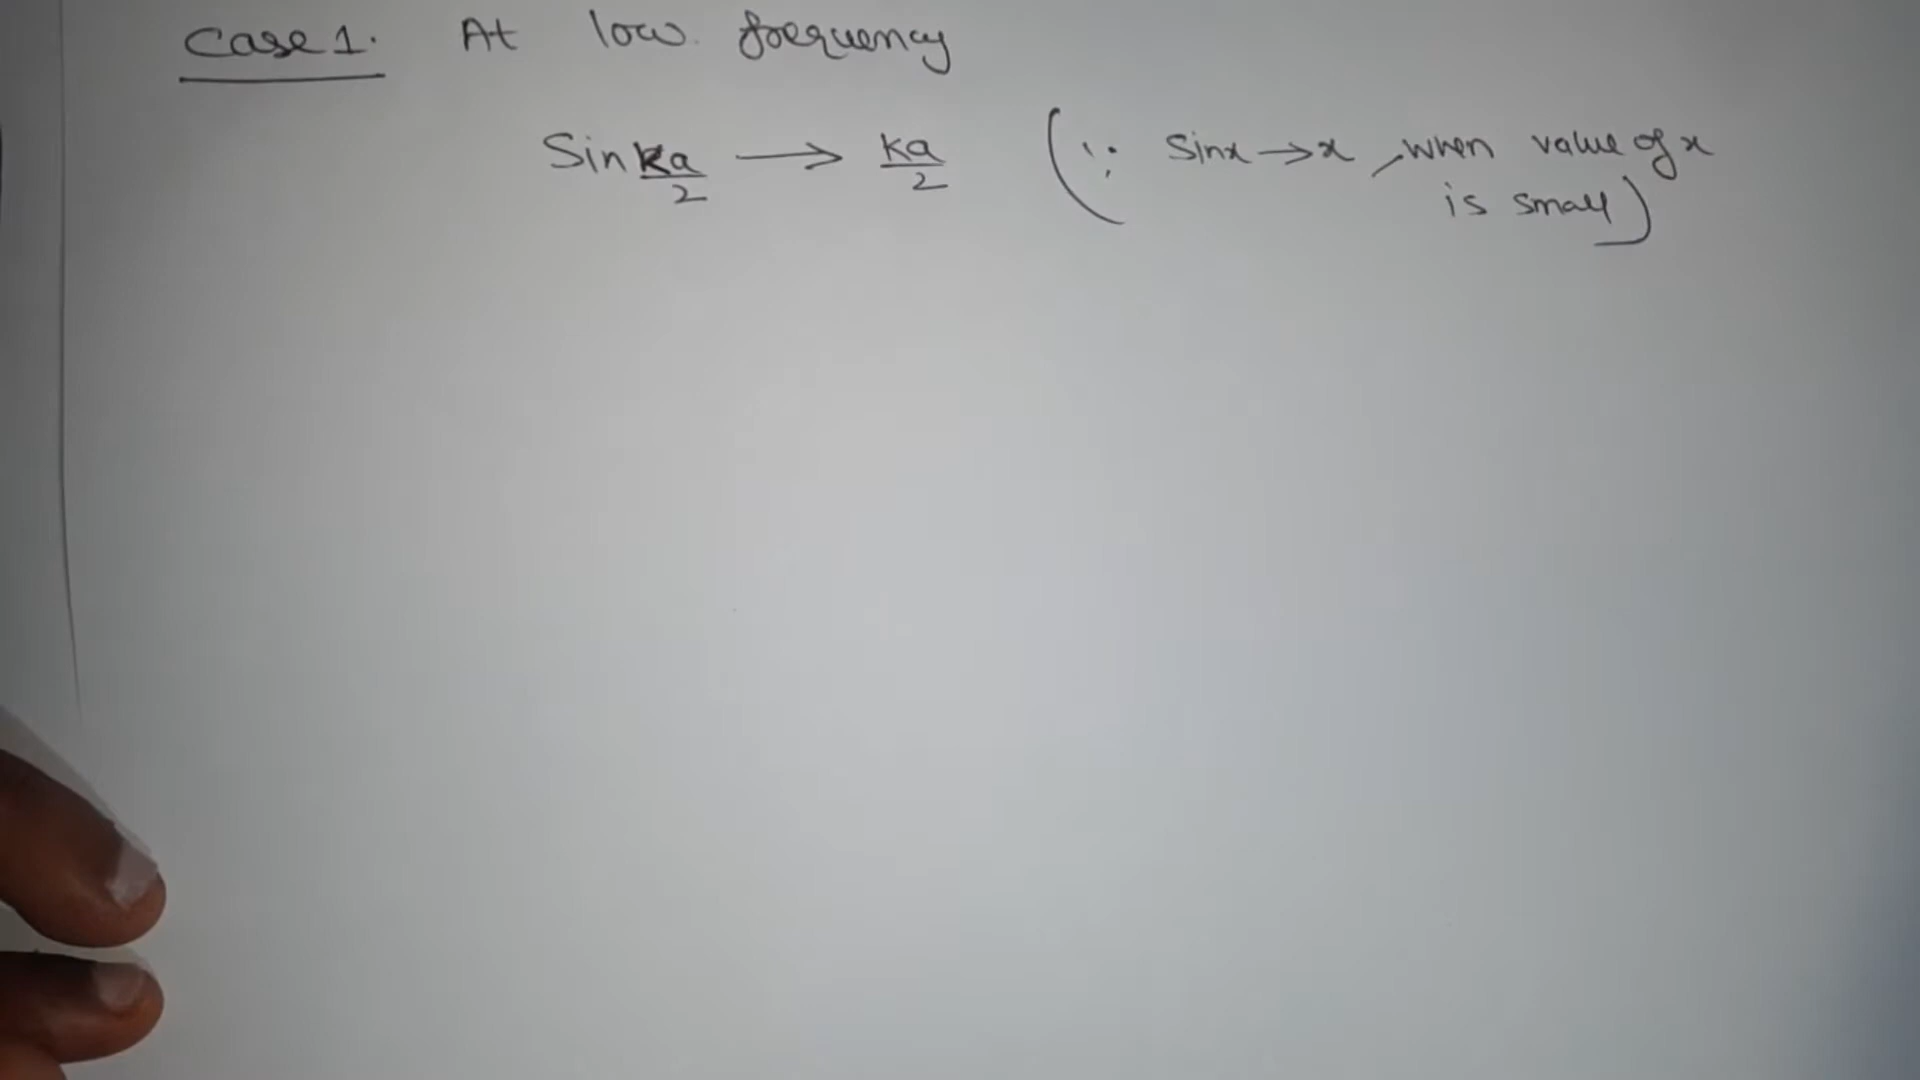 Case 1. At low frequency
Sin ka/2 → ka/2 (∵ Sinx → x, when value of x
is small)